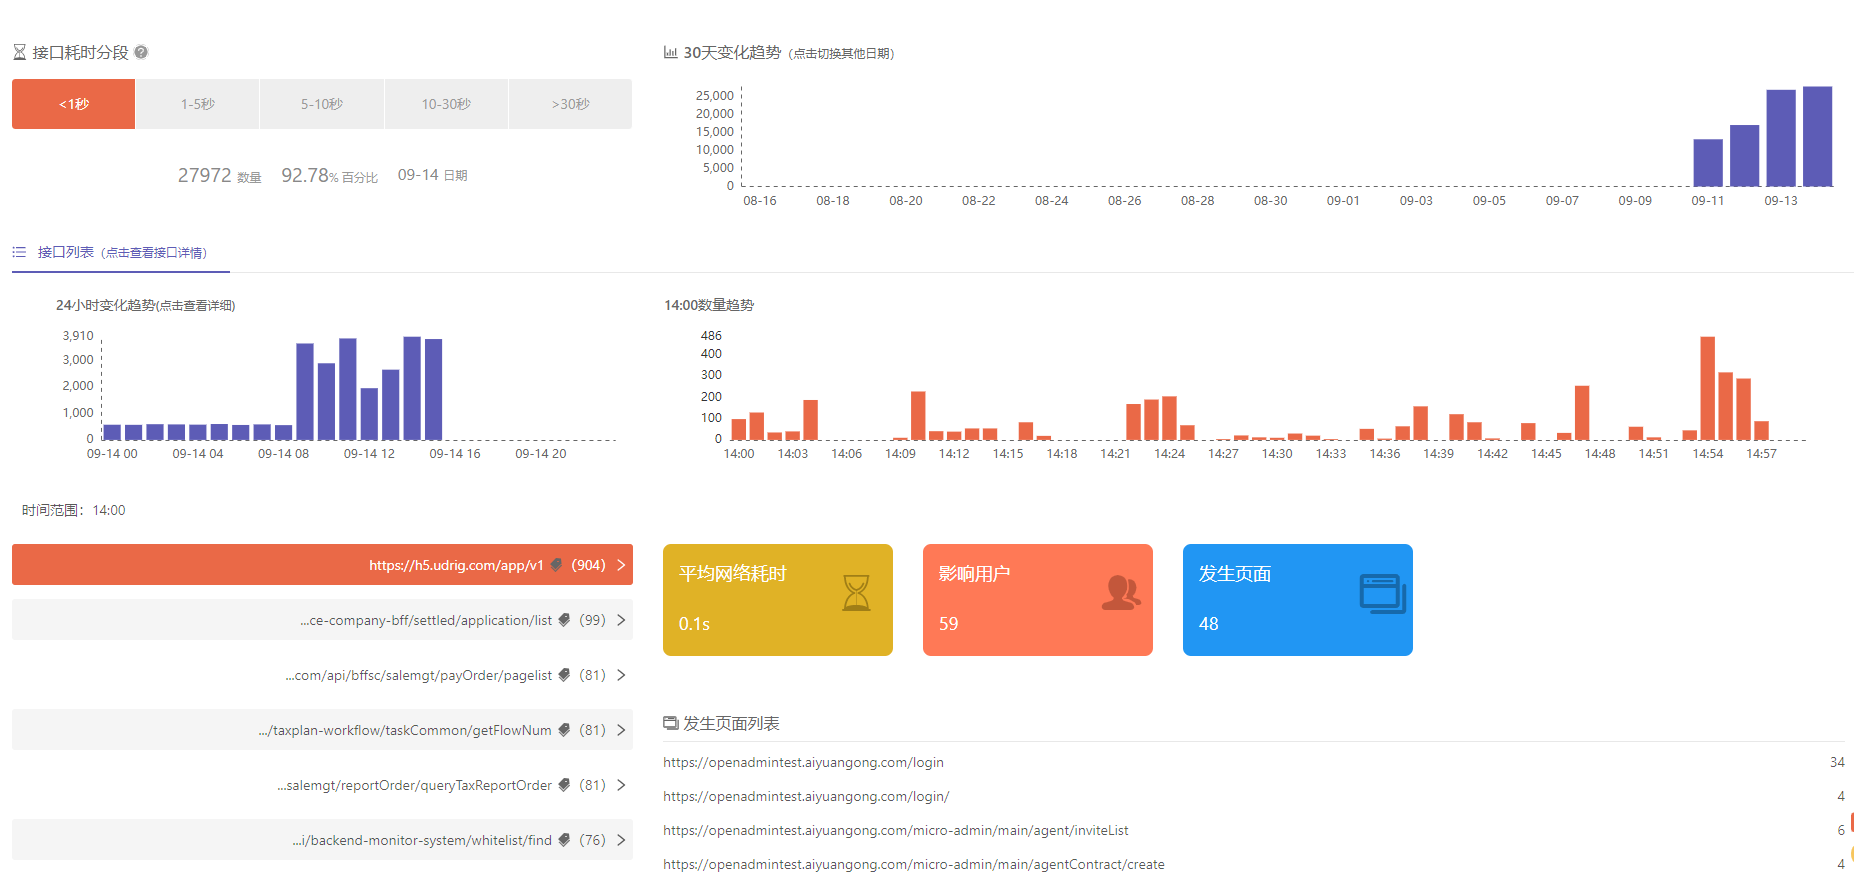 接口耗时分段
<1秒
1-5秒
5-10秒
10-30秒
>30秒
27972 数量
92.78% 百分比
09-14 日期
30天变化趋势（点击切换其他日期）
25,000
20,000
15,000
10,000
5,000
0
08-16
08-18
08-20
08-22
08-24
08-26
08-28
08-30
09-01
09-03
09-05
09-07
09-09
09-11
09-13
接口列表（点击查看接口详情）
24小时变化趋势(点击查看详细)
3,910
3,000
2,000
1,000
0
09-14 00
09-14 04
09-14 08
09-14 12
09-14 16
09-14 20
14:00数量趋势
486
400
300
200
100
0
14:00
14:03
14:06
14:09
14:12
14:15
14:18
14:21
14:24
14:27
14:30
14:33
14:36
14:39
14:42
14:45
14:48
14:51
14:54
14:57
时间范围：14:00
https://h5.udrig.com/app/v1 （904）
...ce-company-bff/settled/application/list （99）
...com/api/bffsc/salemgt/payOrder/pagelist （81）
.../taxplan-workflow/taskCommon/getFlowNum （81）
...salemgt/reportOrder/queryTaxReportOrder （81）
...i/backend-monitor-system/whitelist/find （76）
平均网络耗时
0.1s
影响用户
59
发生页面
48
发生页面列表
https://openadmintest.aiyuangong.com/login 34
https://openadmintest.aiyuangong.com/login/ 4
https://openadmintest.aiyuangong.com/micro-admin/main/agent/inviteList 6
https://openadmintest.aiyuangong.com/micro-admin/main/agentContract/create 4